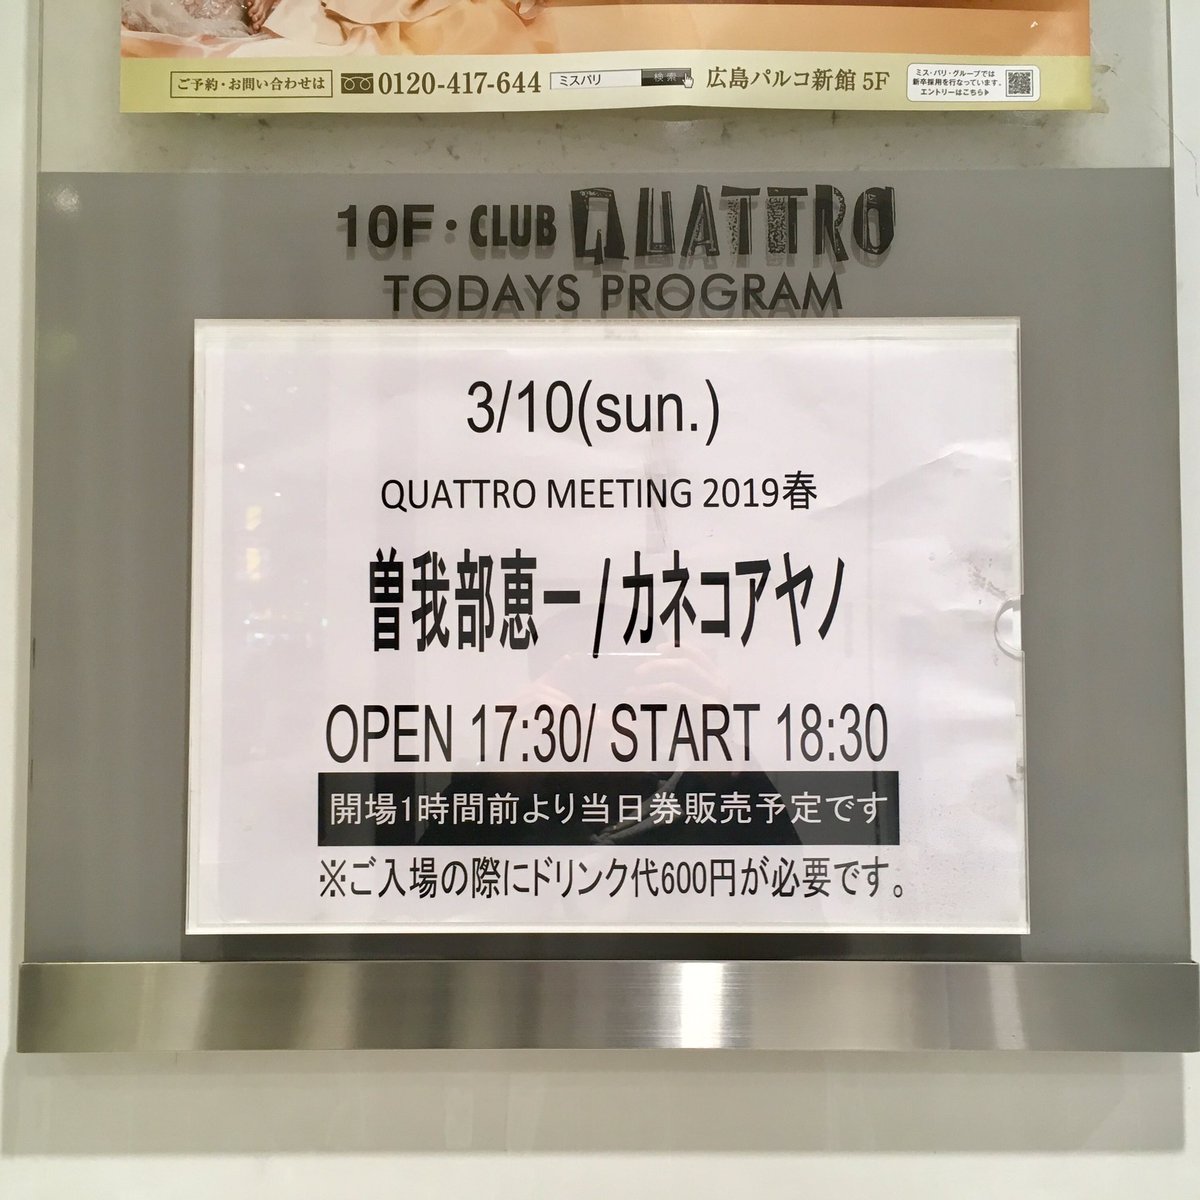 ご予約・お問い合わせは 0120-417-644 ミスパリ 検索 広島パルコ新館 5F
ミス・パリ・グループでは
新卒採用を行なっています。
エントリーはこちら▶
10F・CLUB QUATTRO
TODAYS PROGRAM
3/10(sun.)
QUATTRO MEETING 2019春
曽我部恵一/カネコアヤノ
OPEN 17:30/ START 18:30
開場1時間前より当日券販売予定です
※ご入場の際にドリンク代600円が必要です。